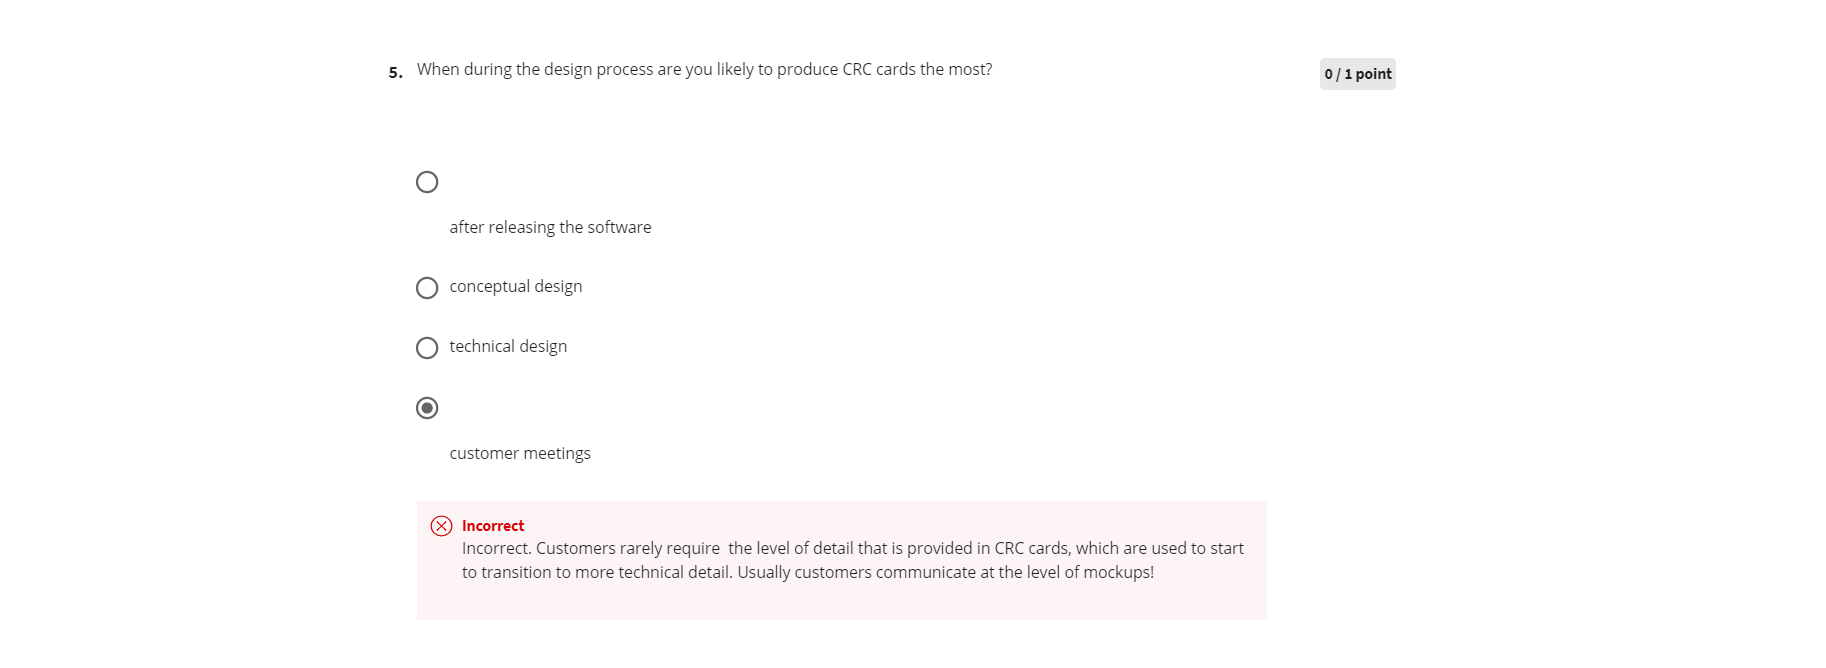 5. When during the design process are you likely to produce CRC cards the most?
0 / 1 point
after releasing the software
conceptual design
technical design
customer meetings
Incorrect
Incorrect. Customers rarely require  the level of detail that is provided in CRC cards, which are used to start
to transition to more technical detail. Usually customers communicate at the level of mockups!